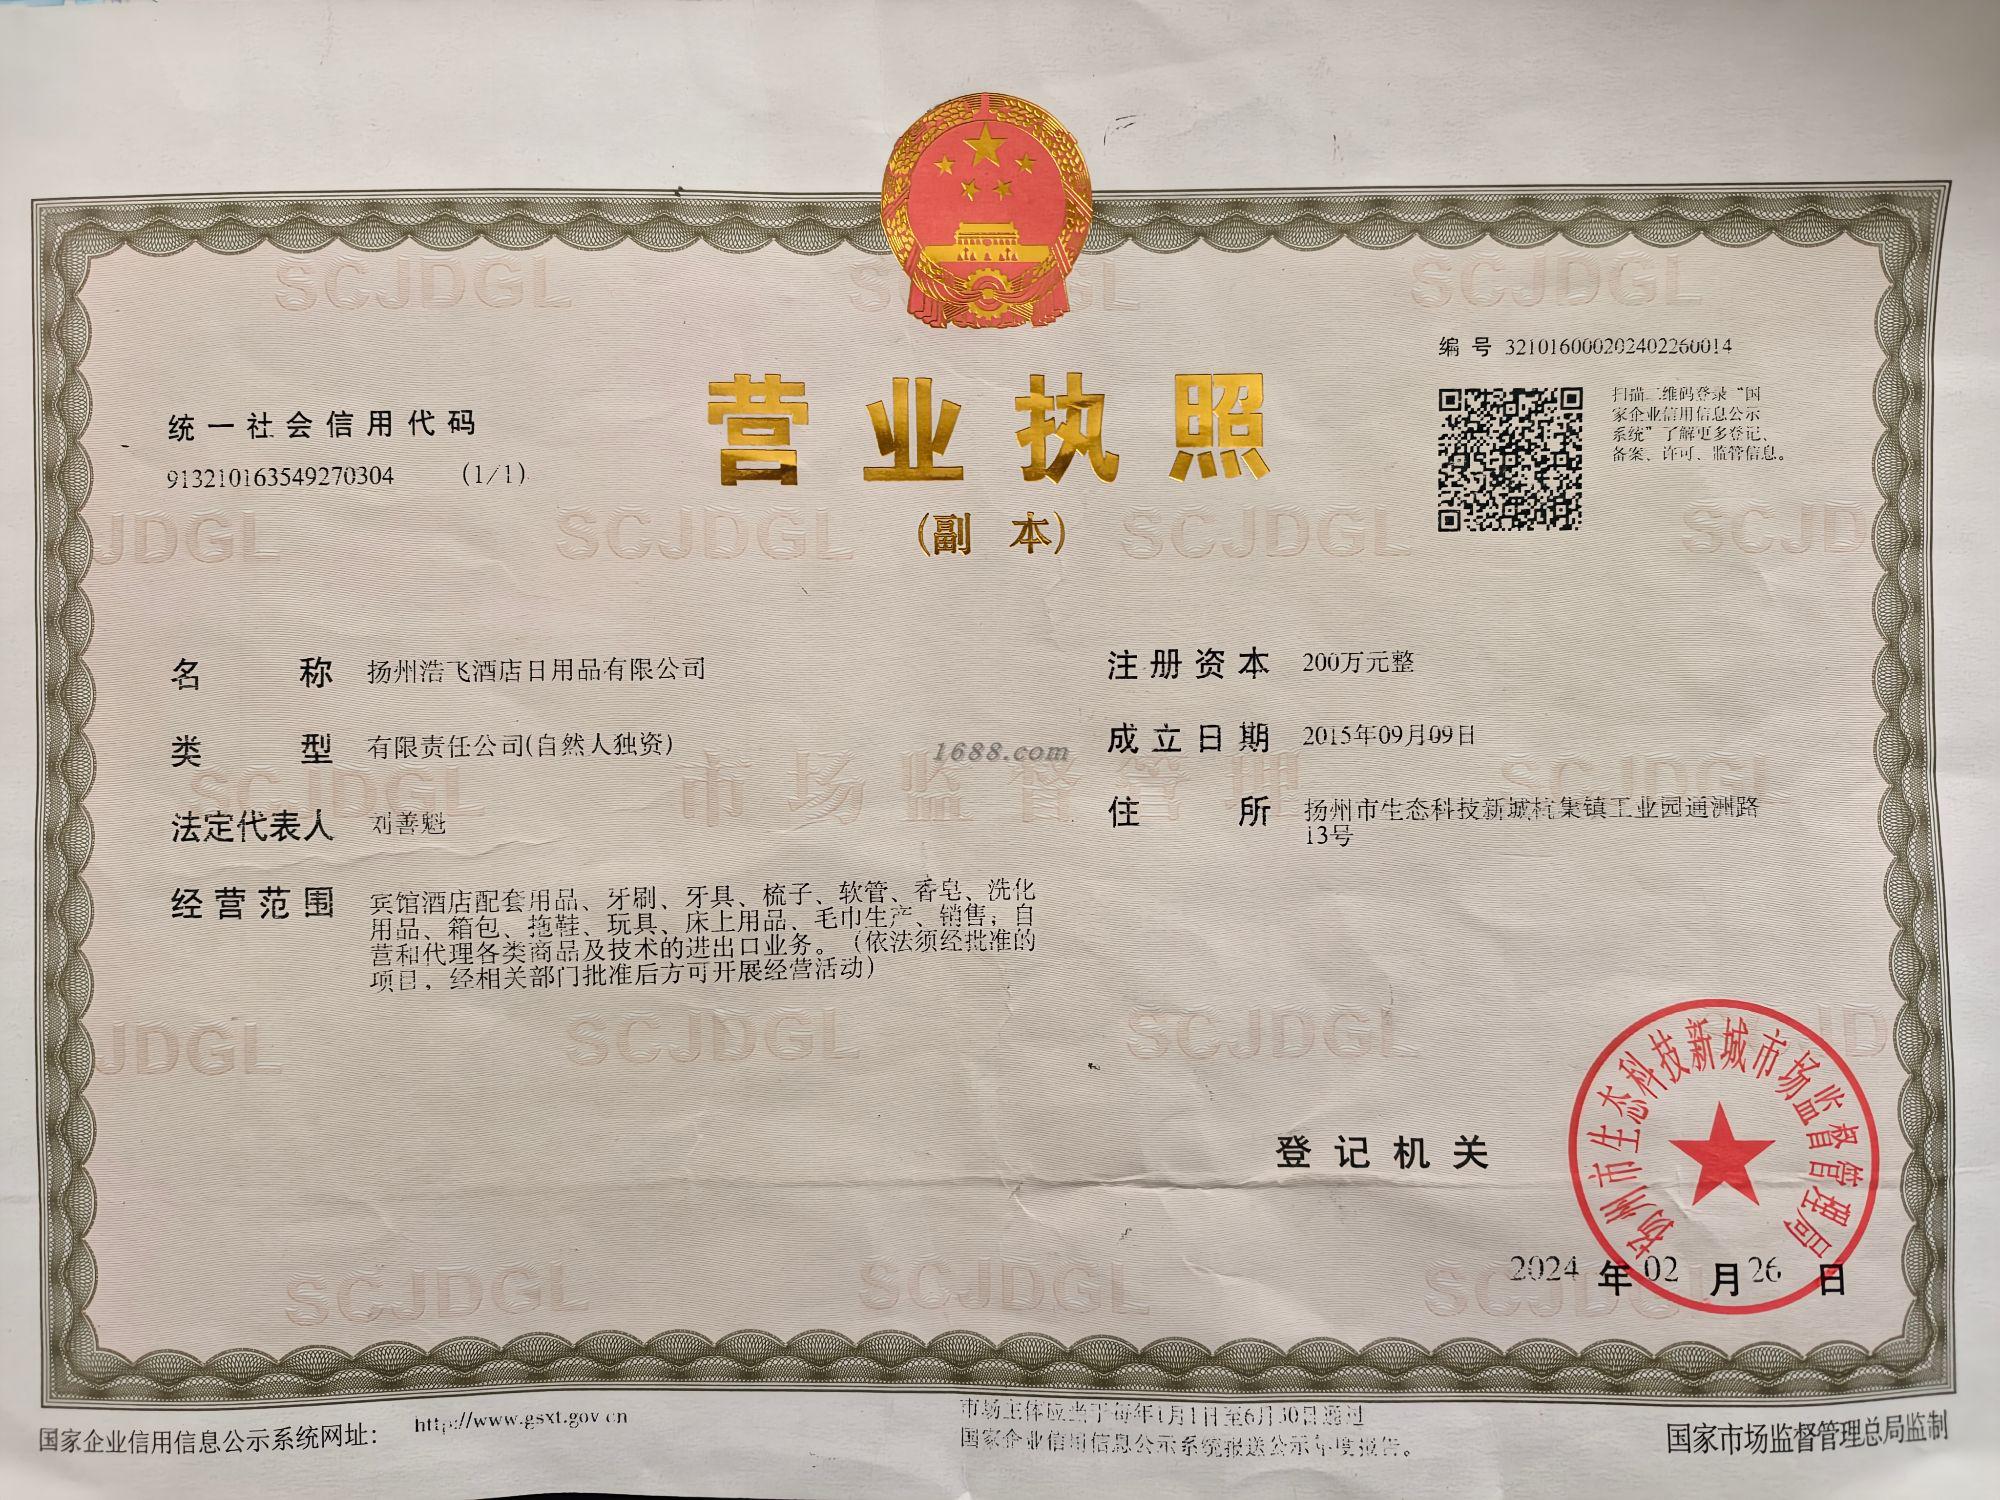 编号 321016000202402260014
扫描二维码登录“国
家企业信用信息公示
系统”了解更多登记、
备案、许可、监管信息。
统一社会信用代码
913210163549270304 (1/1)
营业执照
(副本)
名称 扬州浩飞酒店日用品有限公司
类型 有限责任公司(自然人独资)
法定代表人 刘善魁
经营范围 宾馆酒店配套用品、牙刷、牙具、梳子、软管、香皂、洗化
用品、箱包、拖鞋、玩具、床上用品、毛巾生产、销售；自
营和代理各类商品及技术的进出口业务。（依法须经批准的
项目，经相关部门批准后方可开展经营活动）
注册资本 200万元整
成立日期 2015年09月09日
住所 扬州市生态科技新城杭集镇工业园通洲路
13号
1688.com
市场监督管理
SCJDGL
登记机关
扬州市生态科技新城市场监督管理局
2024 年 02 月 26 日
国家企业信用信息公示系统网址： http://www.gsxt.gov.cn
市场主体应当于每年1月1日至6月30日通过
国家企业信用信息公示系统报送公示年度报告。
国家市场监督管理总局监制